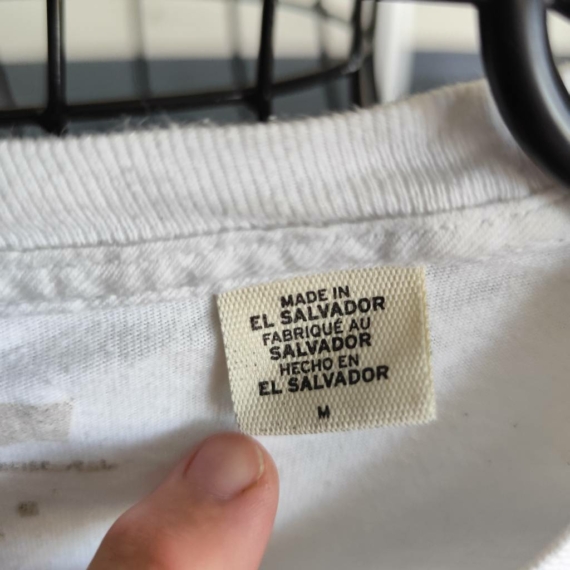 MADE IN
EL SALVADOR
FABRIQUÉ AU
SALVADOR
HECHO EN
EL SALVADOR
M